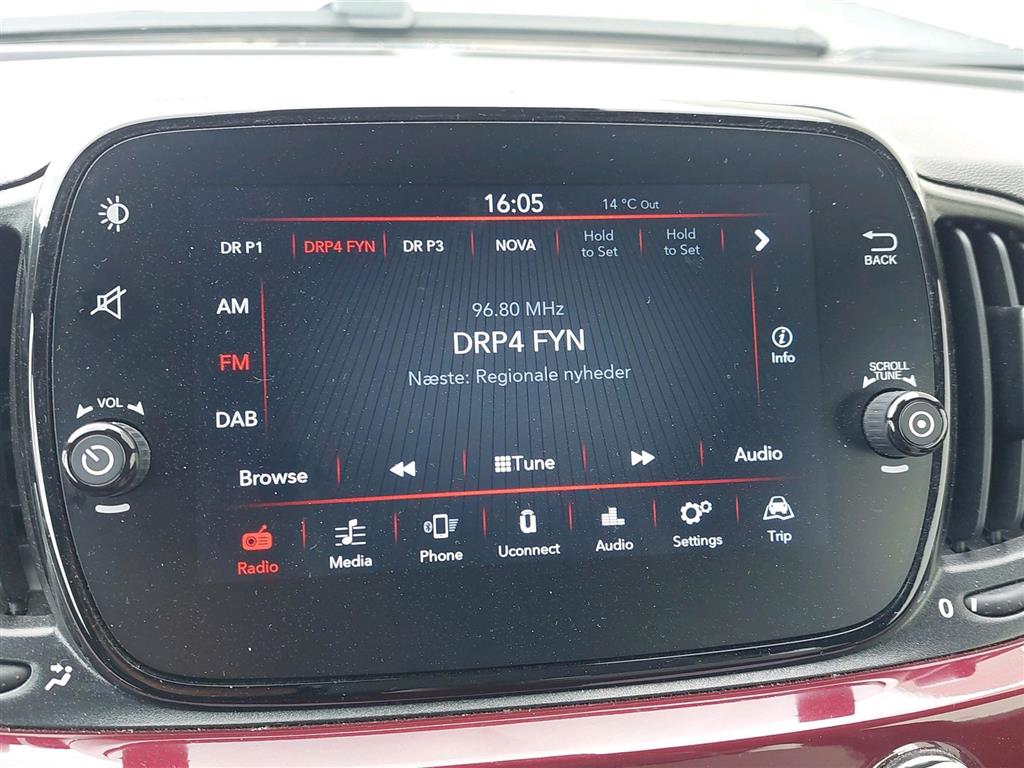 16:05 14 °C Out
DR P1 DRP4 FYN DR P3 NOVA Hold to Set Hold to Set
BACK
AM
FM
DAB
96.80 MHz
DRP4 FYN
Næste: Regionale nyheder
Info
VOL
SCROLL
TUNE
Browse Tune Audio
Radio Media Phone Uconnect Audio Settings Trip
0